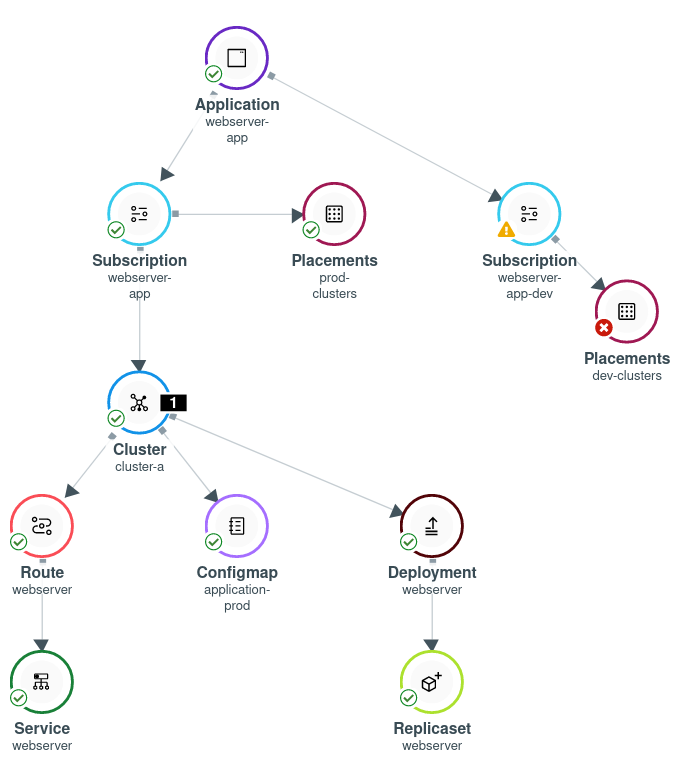 Application
webserver-
app
Subscription
webserver-
app
Placements
prod-
clusters
Subscription
webserver-
app-dev
Placements
dev-clusters
1
Cluster
cluster-a
Route
webserver
Configmap
application-
prod
Deployment
webserver
Service
webserver
Replicaset
webserver